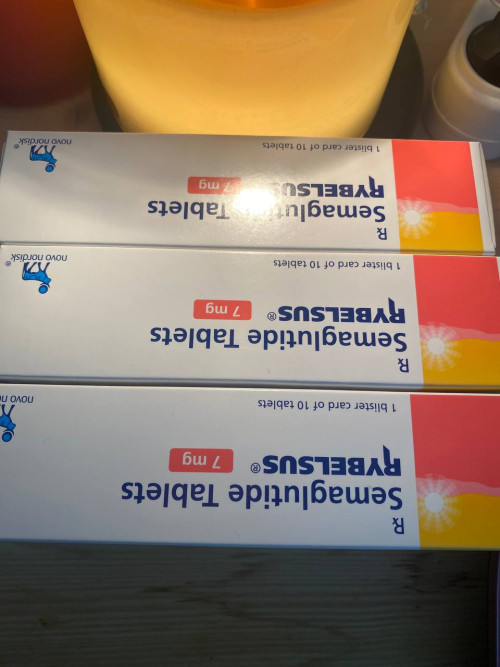 ℞
Semaglutide Tablets
RYBELSUS® 7 mg
1 blister card of 10 tablets
novo
℞
Semaglutide Tablets
RYBELSUS® 7 mg
1 blister card of 10 tablets
novo nordisk®
℞
Semaglutide Tablets
RYBELSUS 7 mg
1 blister card of 10 tablets
novo nordisk®